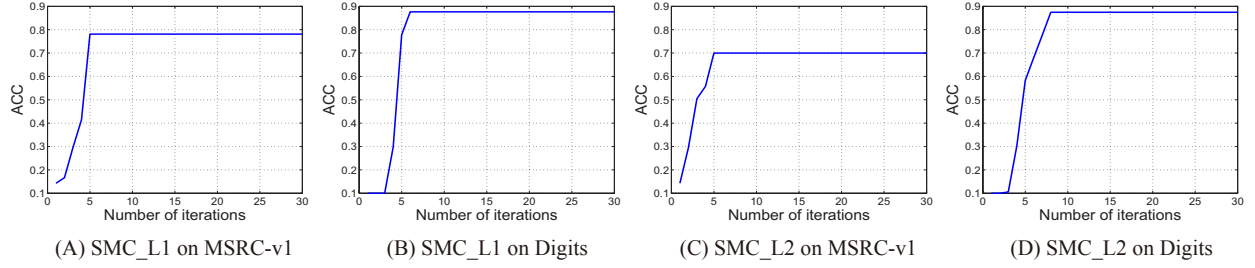 0.9
0.8
0.7
0.6
0.5
0.4
0.3
0.2
0.1
ACC
0 5 10 15 20 25 30
Number of iterations
(A) SMC_L1 on MSRC-v1
0.9
0.8
0.7
0.6
0.5
0.4
0.3
0.2
0.1
ACC
0 5 10 15 20 25 30
Number of iterations
(B) SMC_L1 on Digits
0.9
0.8
0.7
0.6
0.5
0.4
0.3
0.2
0.1
ACC
0 5 10 15 20 25 30
Number of iterations
(C) SMC_L2 on MSRC-v1
0.9
0.8
0.7
0.6
0.5
0.4
0.3
0.2
0.1
ACC
0 5 10 15 20 25 30
Number of iterations
(D) SMC_L2 on Digits